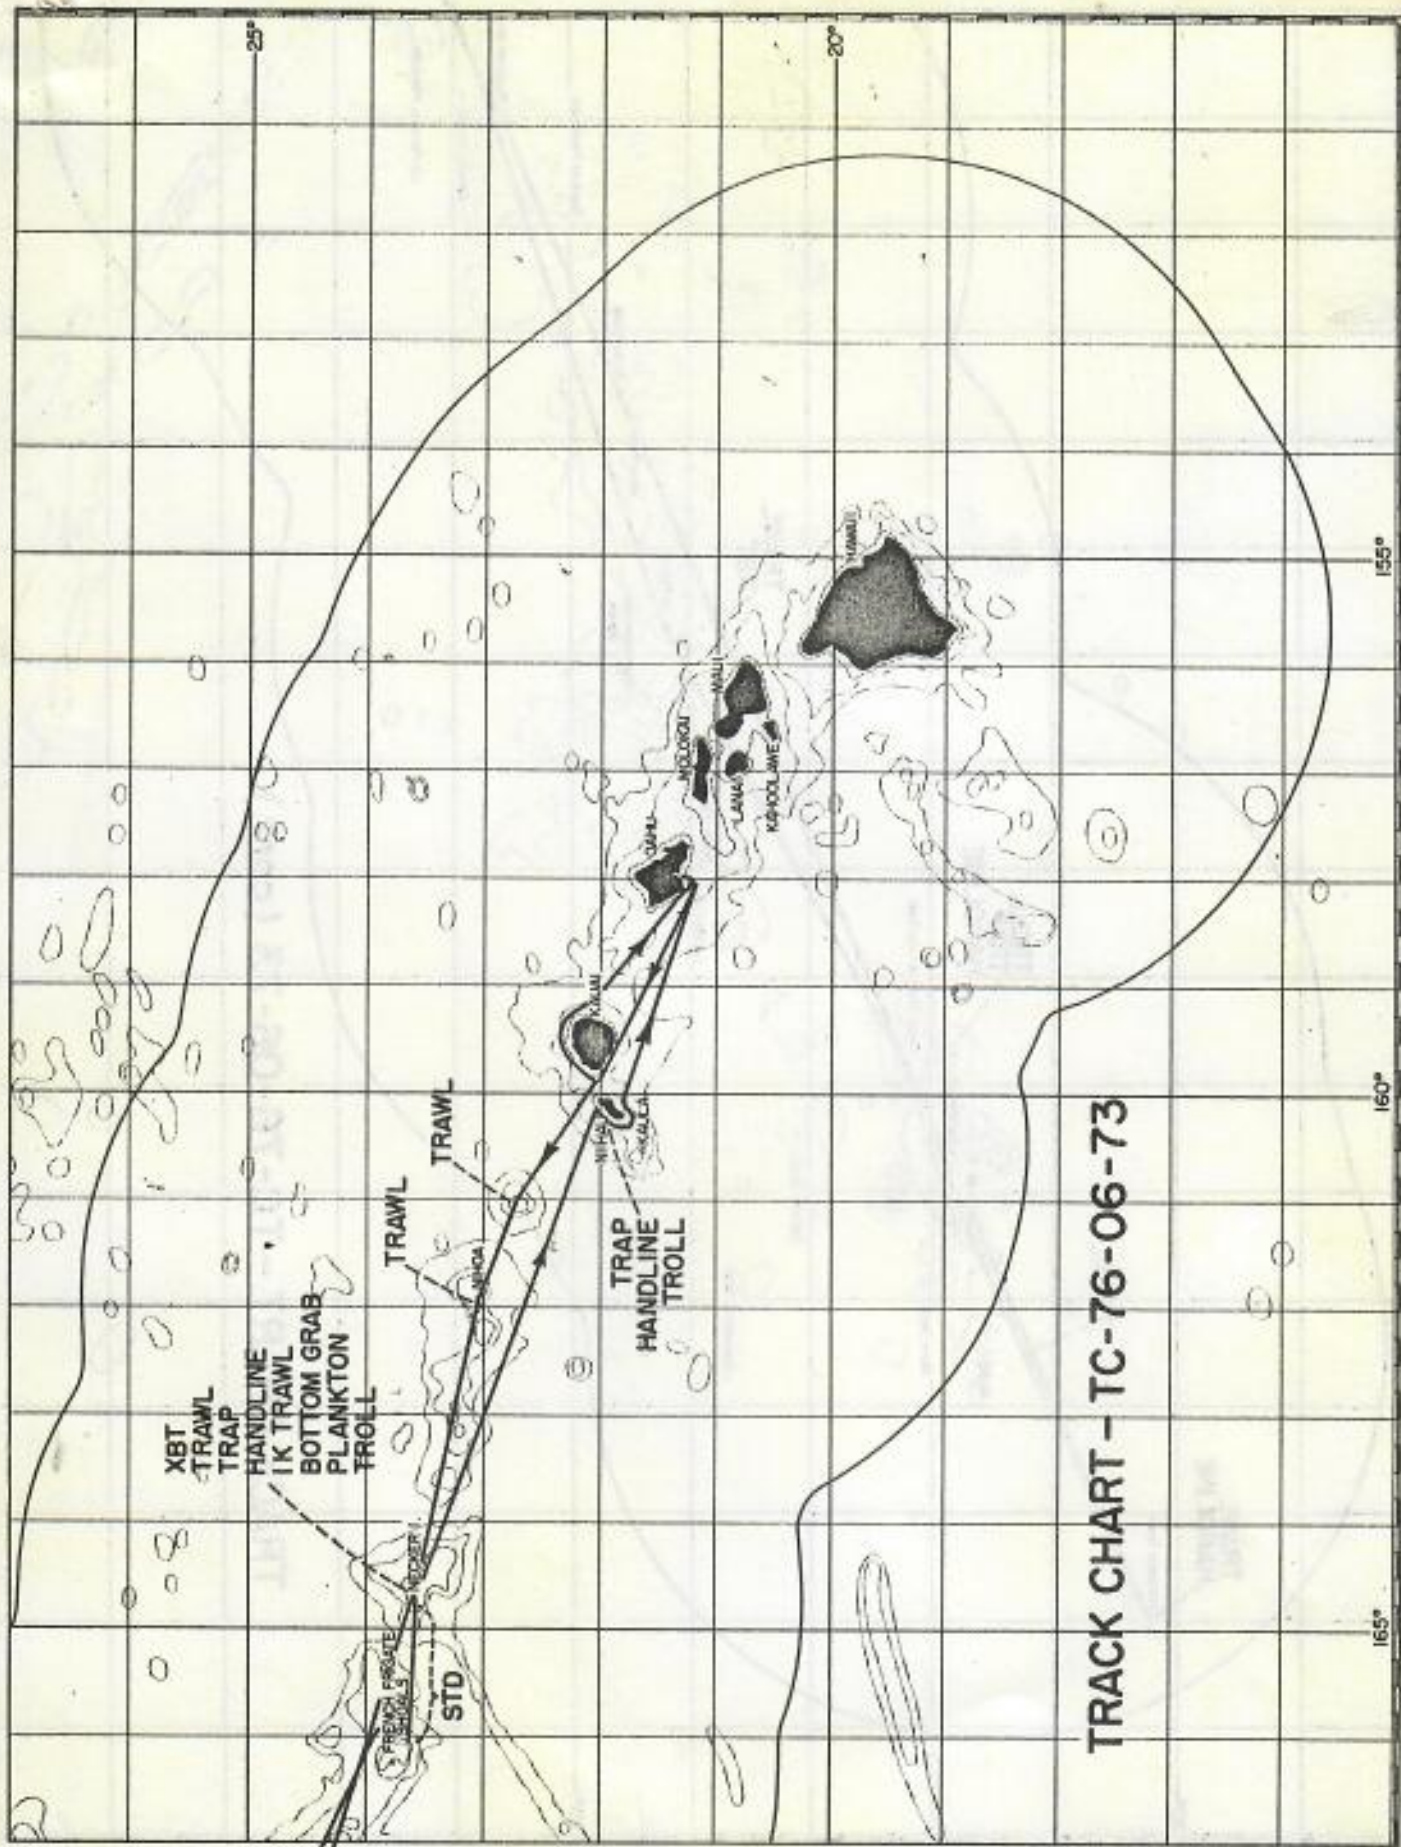 25°
20°
155°
160°
165°
XBT
TRAWL
TRAP
HANDLINE
IK TRAWL
BOTTOM GRAB
PLANKTON
TROLL
TRAWL
TRAWL
TRAP
HANDLINE
TROLL
STD
FRENCH FRIGATE
SHOALS
NECKER I.
NIHOA
NIIHAU
KAULA
KAUAI
OAHU
MOLOKOU
LANAI
KAHOOLAWE
MAUI
HAWAII
TRACK CHART – TC-76-06-73